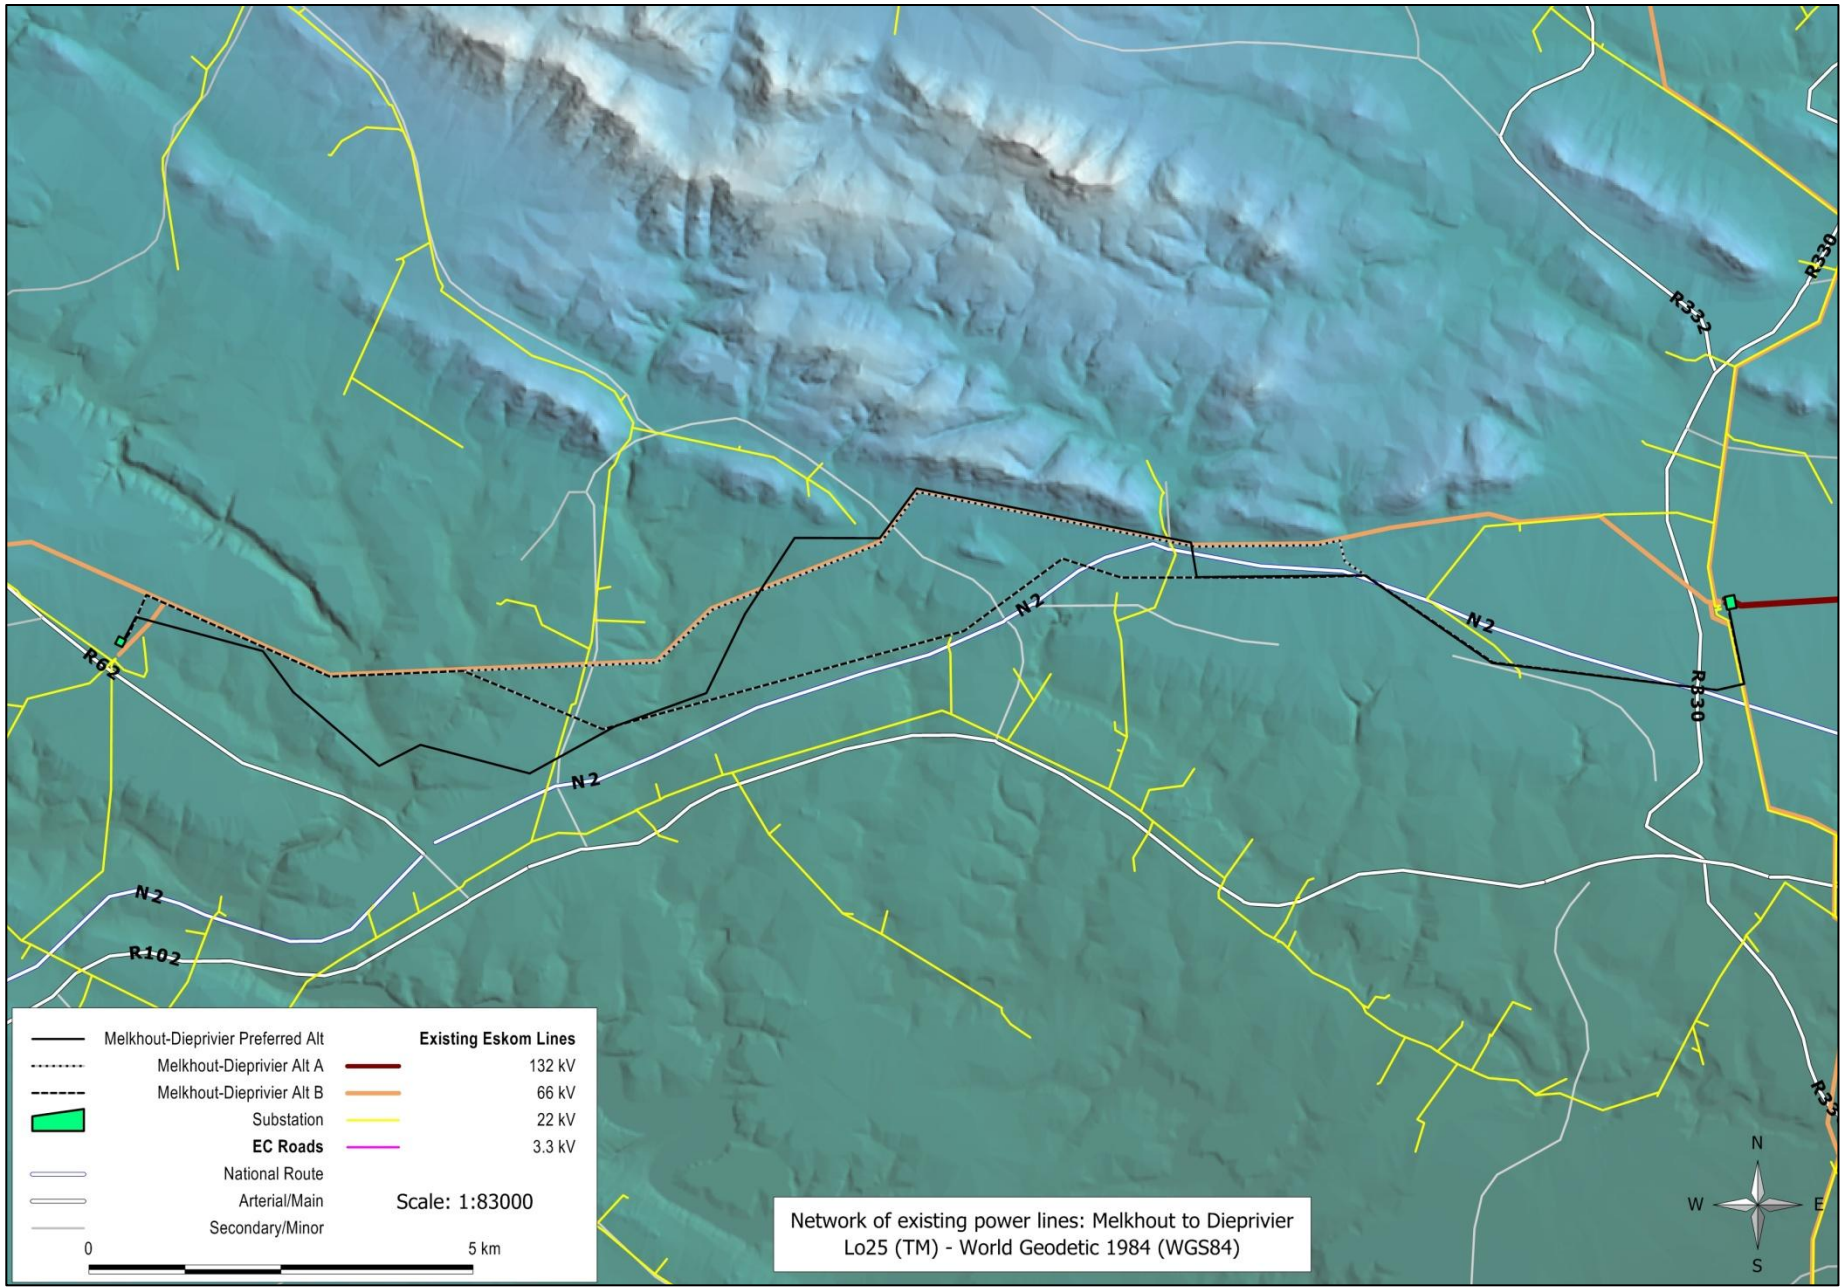 R330
R332
N2
N2
R62
R330
N2
N2
R102
R33
Melkhout-Dieprivier Preferred Alt
Melkhout-Dieprivier Alt A
Melkhout-Dieprivier Alt B
Substation
EC Roads
National Route
Arterial/Main
Secondary/Minor
Existing Eskom Lines
132 kV
66 kV
22 kV
3.3 kV
Scale: 1:83000
0 5 km
Network of existing power lines: Melkhout to Dieprivier
Lo25 (TM) - World Geodetic 1984 (WGS84)
N
W E
S